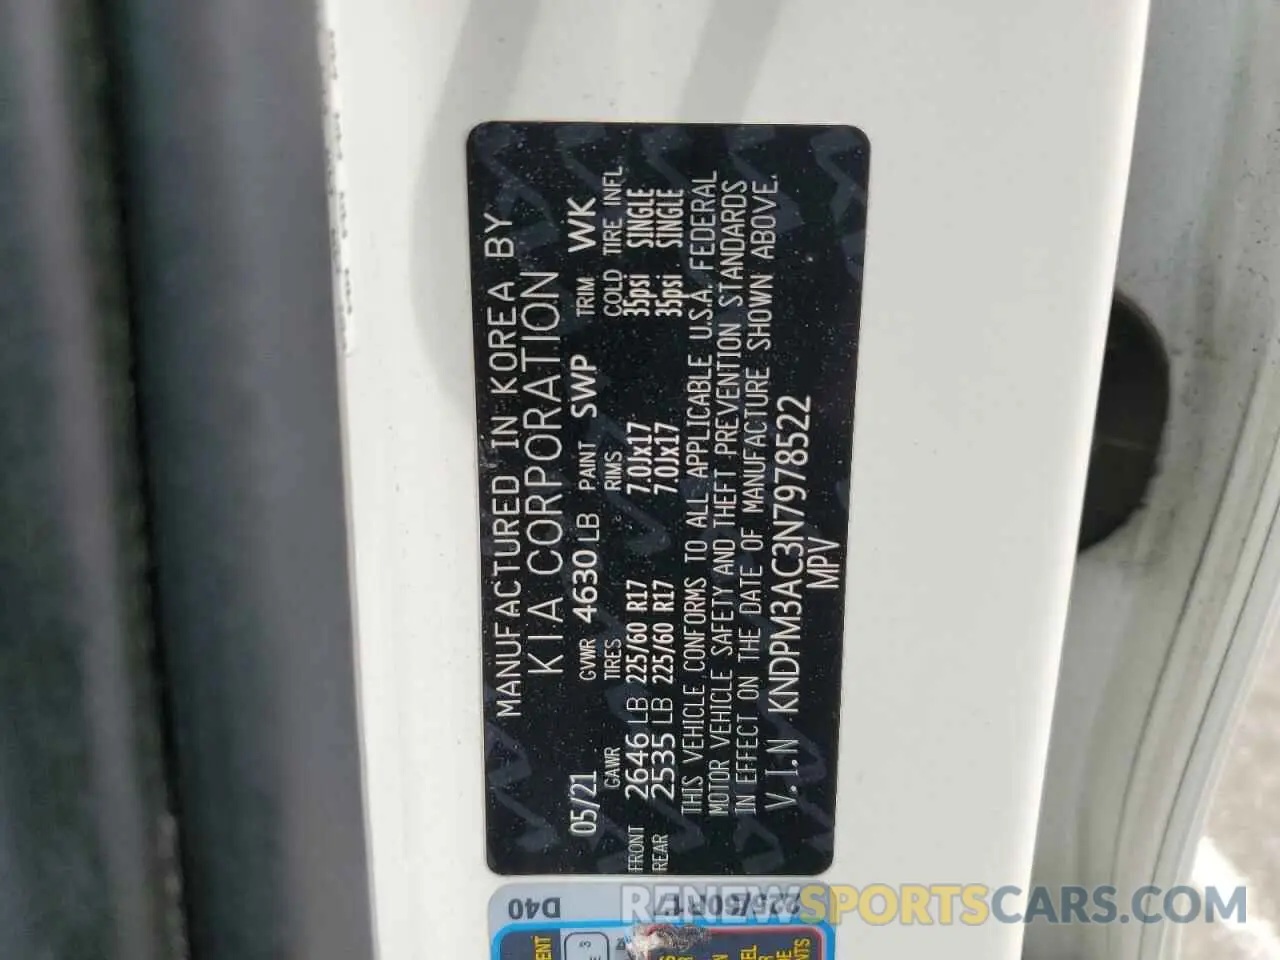 MANUFACTURED IN KOREA BY
KIA CORPORATION
05/21 GVWR 4630 LB PAINT SWP TRIM WK
GAWR TIRES RIMS COLD TIRE INFL
FRONT 2646 LB 225/60 R17 7.0Jx17 35psi SINGLE
REAR 2535 LB 225/60 R17 7.0Jx17 35psi SINGLE
THIS VEHICLE CONFORMS TO ALL APPLICABLE U.S.A. FEDERAL
MOTOR VEHICLE SAFETY AND THEFT PREVENTION STANDARDS
IN EFFECT ON THE DATE OF MANUFACTURE SHOWN ABOVE.
V.I.N KNDPM3AC3N7978522
MPV
D40
225/60R17
RENEWSPORTSCARS.COM